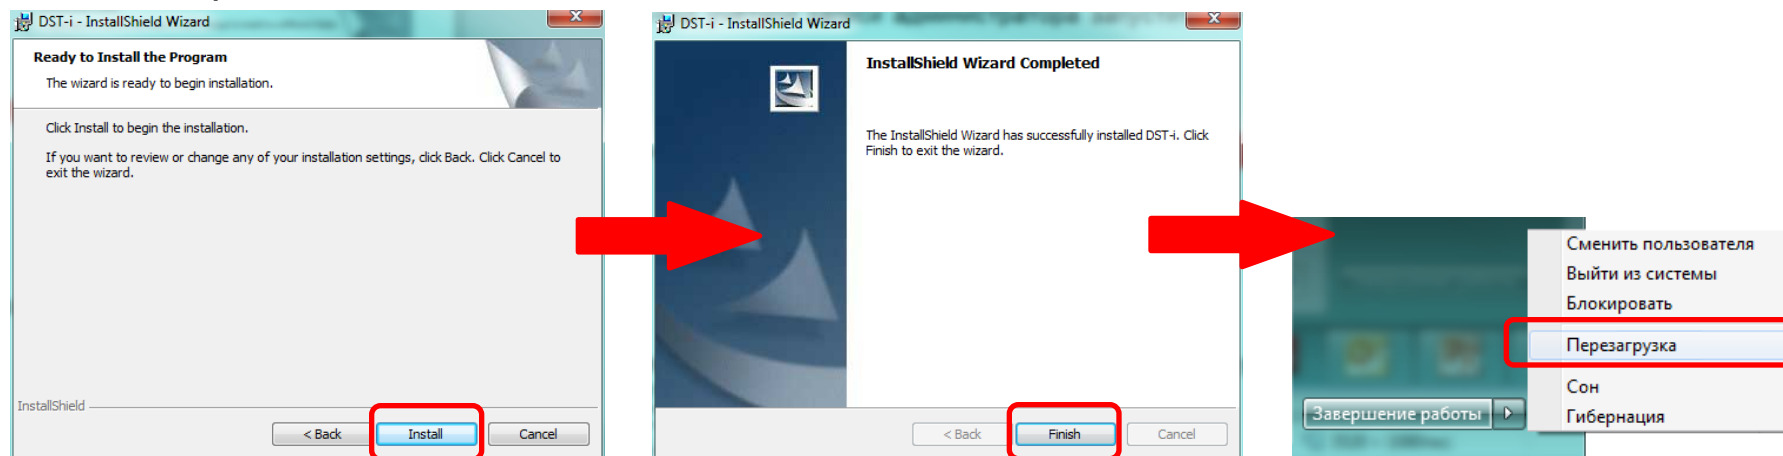 DST-i - InstallShield Wizard
Ready to Install the Program
The wizard is ready to begin installation.
Click Install to begin the installation.
If you want to review or change any of your installation settings, click Back. Click Cancel to
exit the wizard.
InstallShield
< Back
Install
Cancel
DST-i - InstallShield Wizard
администратора запусти
InstallShield Wizard Completed
The InstallShield Wizard has successfully installed DST-i. Click
Finish to exit the wizard.
< Back
Finish
Cancel
Сменить пользователя
Выйти из системы
Блокировать
Перезагрузка
Сон
Гибернация
Завершение работы